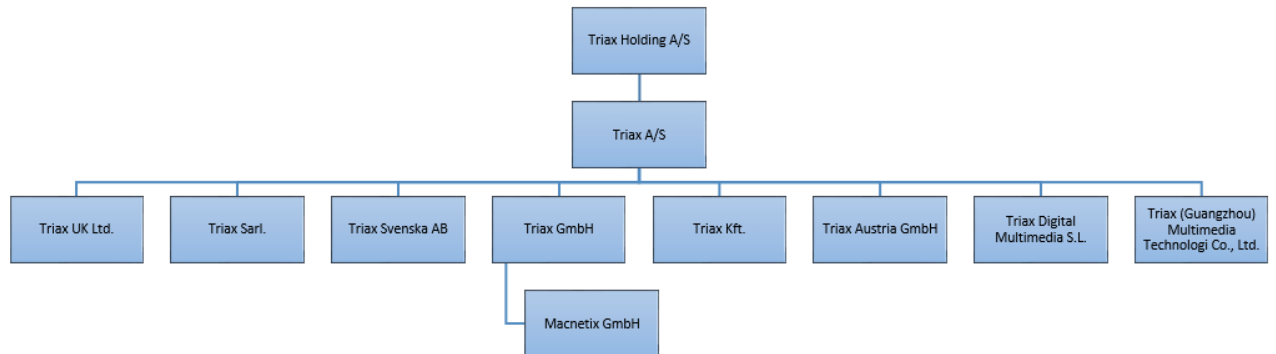 Triax Holding A/S
Triax A/S
Triax UK Ltd.
Triax Sarl.
Triax Svenska AB
Triax GmbH
Triax Kft.
Triax Austria GmbH
Triax Digital
Multimedia S.L.
Triax (Guangzhou)
Multimedia
Technologi Co., Ltd.
Macnetix GmbH